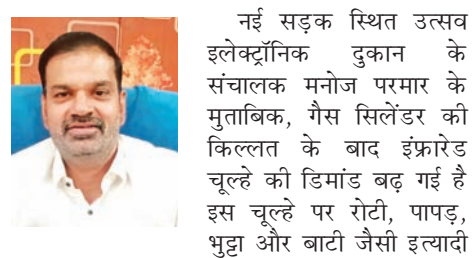 नई सड़क स्थित उत्सव
इलेक्ट्रॉनिक दुकान के
संचालक मनोज परमार के
मुताबिक, गैस सिलेंडर की
किल्लत के बाद इंफ्रारेड
चूल्हे की डिमांड बढ़ गई है
इस चूल्हे पर रोटी, पापड़,
भुट्टा और बाटी जैसी इत्यादी